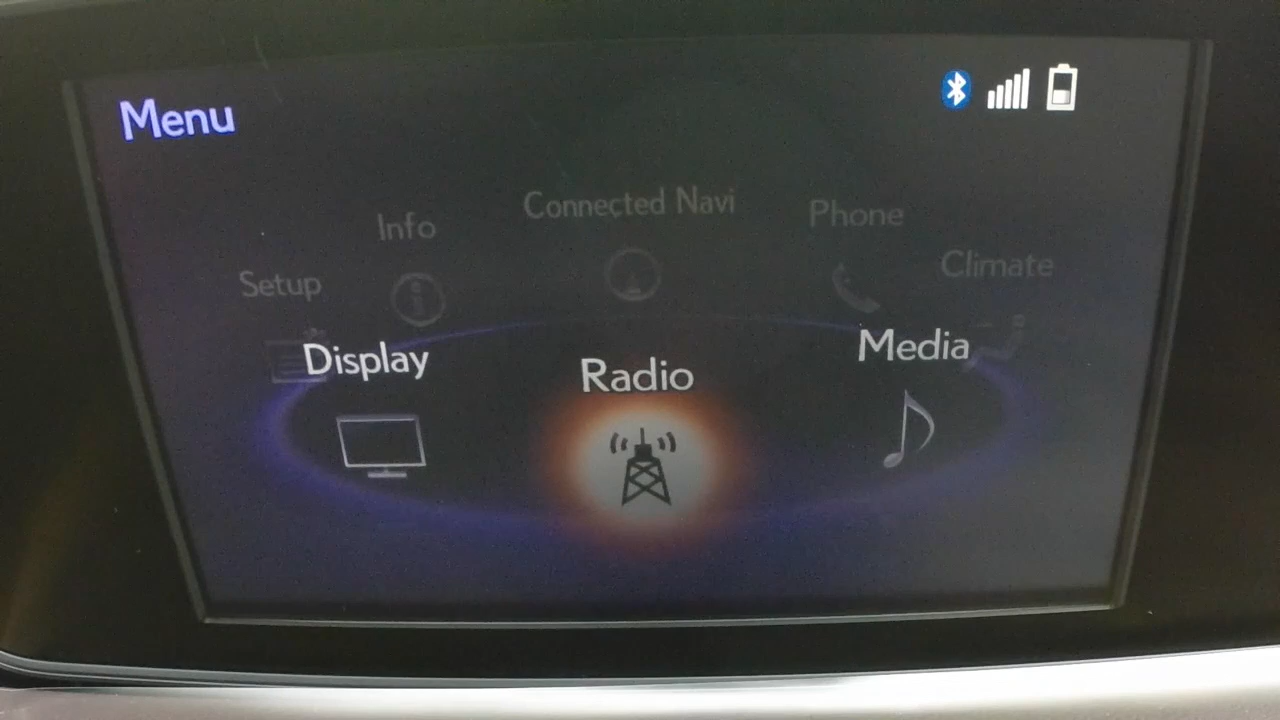 Menu
Connected Navi
Info
Phone
Setup
Climate
Display
Radio
Media